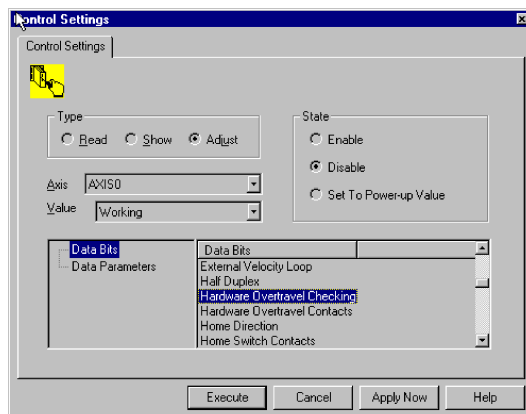 Control Settings
Control Settings
Type
Read Show Adjust
State
Enable
Disable
Set To Power-up Value
Axis AXIS0
Value Working
Data Bits
Data Parameters
Data Bits
External Velocity Loop
Half Duplex
Hardware Overtravel Checking
Hardware Overtravel Contacts
Home Direction
Home Switch Contacts
Execute Cancel Apply Now Help